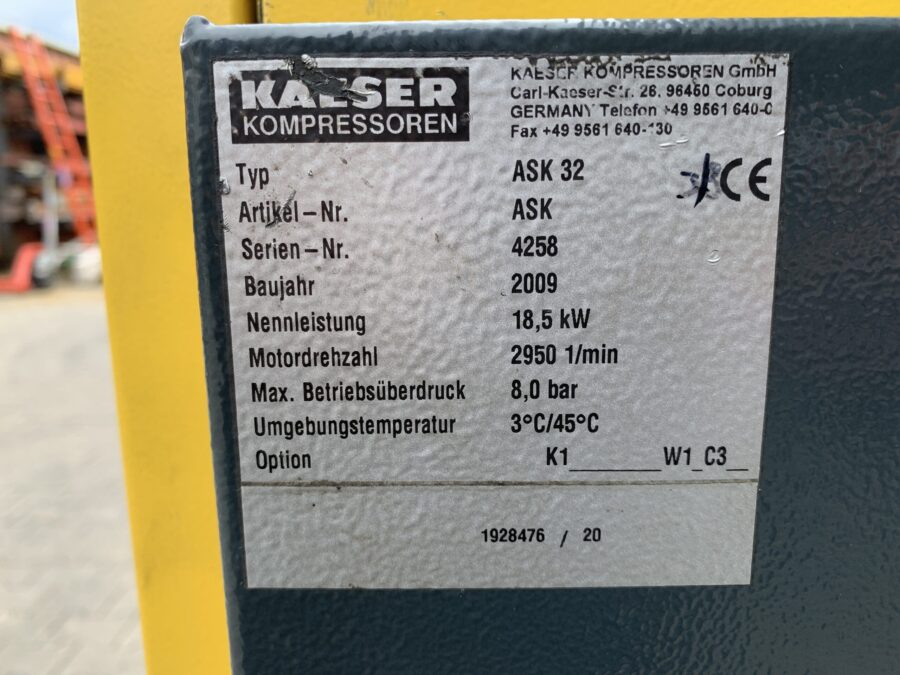 KAESER
KOMPRESSOREN
KAESER KOMPRESSOREN GmbH
Carl-Kaeser-Str. 26. 96450 Coburg
GERMANY Telefon +49 9561 640-0
Fax +49 9561 640-130
Typ ASK 32
CE
Artikel-Nr. ASK
Serien-Nr. 4258
Baujahr 2009
Nennleistung 18,5 kW
Motordrehzahl 2950 1/min
Max. Betriebsüberdruck 8,0 bar
Umgebungstemperatur 3°C/45°C
Option K1_______W1_C3__
1928476 / 20